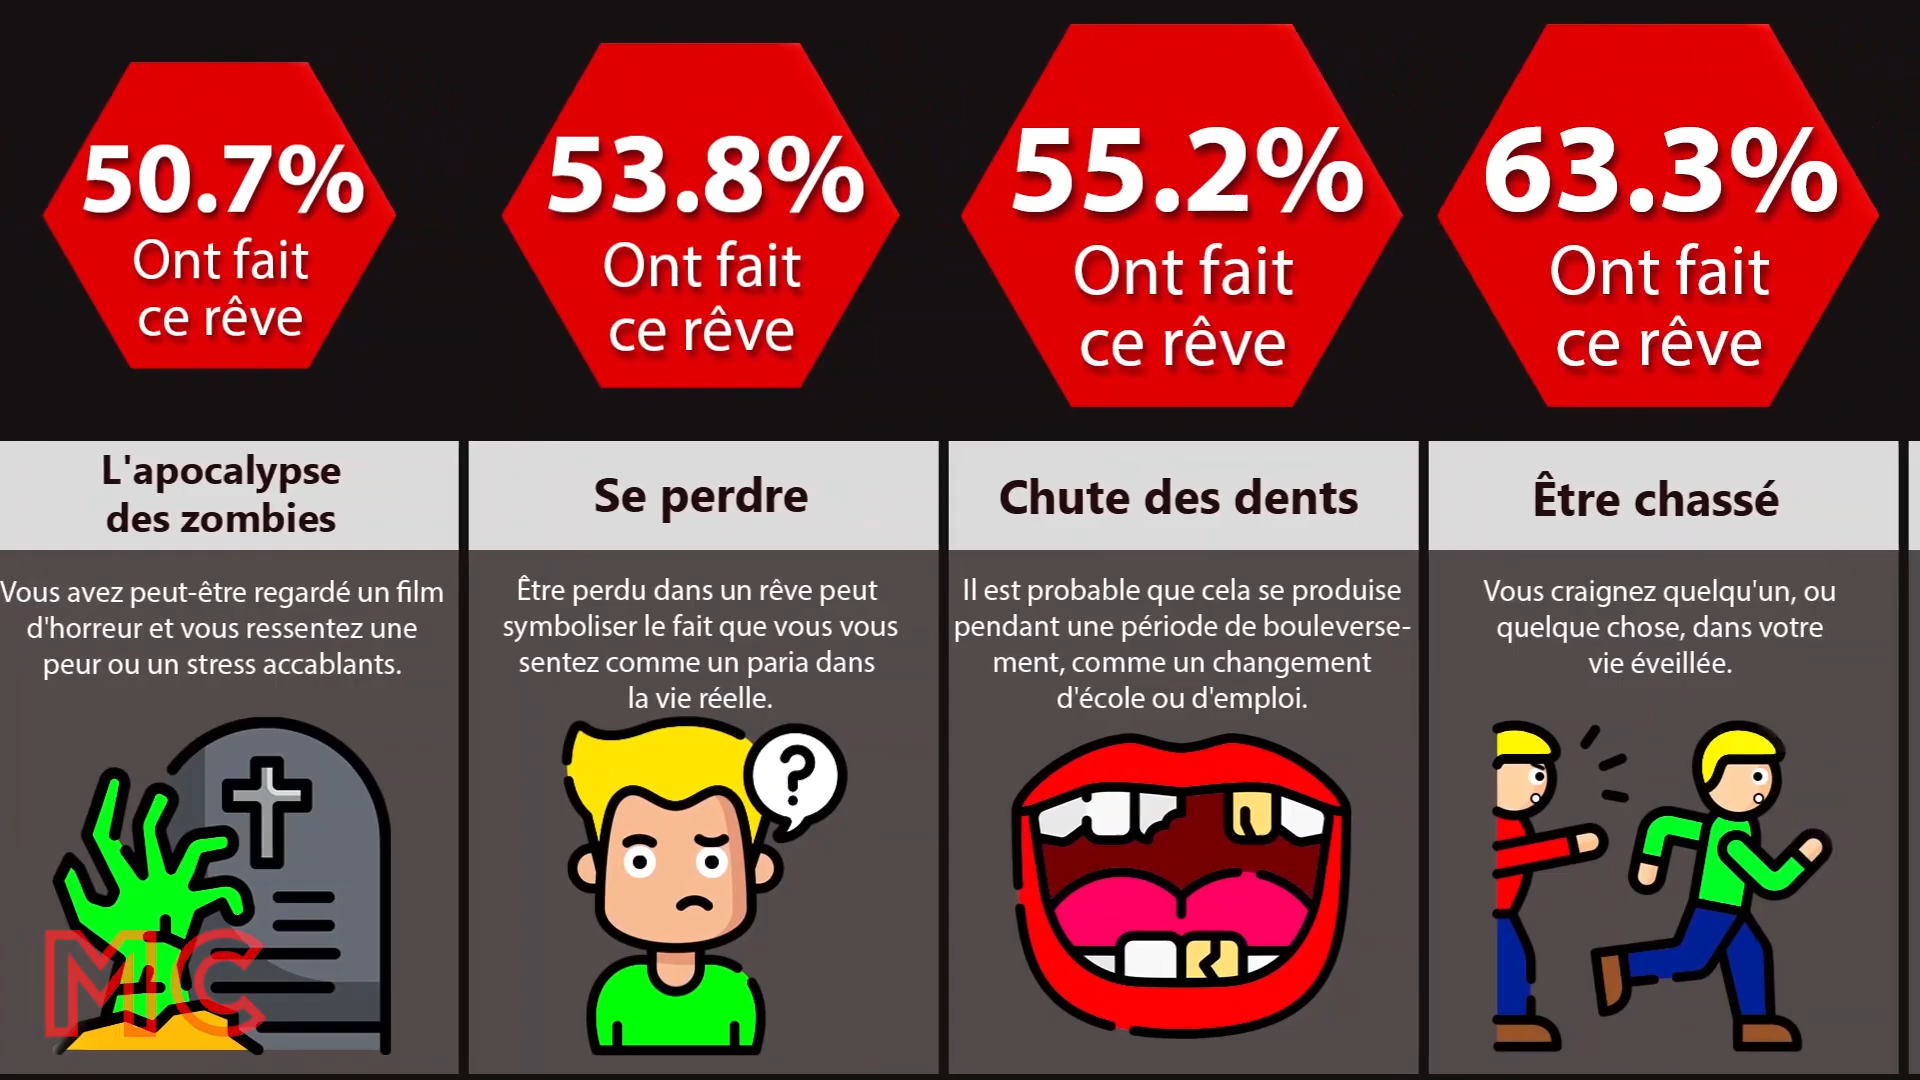 50.7%
Ont fait
ce rêve
L'apocalypse
des zombies
Vous avez peut-être regardé un film
d'horreur et vous ressentez une
peur ou un stress accablants.
MC
53.8%
Ont fait
ce rêve
Se perdre
Être perdu dans un rêve peut
symboliser le fait que vous vous
sentez comme un paria dans
la vie réelle.
?
55.2%
Ont fait
ce rêve
Chute des dents
Il est probable que cela se produise
pendant une période de bouleverse-
ment, comme un changement
d'école ou d'emploi.
63.3%
Ont fait
ce rêve
Être chassé
Vous craignez quelqu'un, ou
quelque chose, dans votre
vie éveillée.